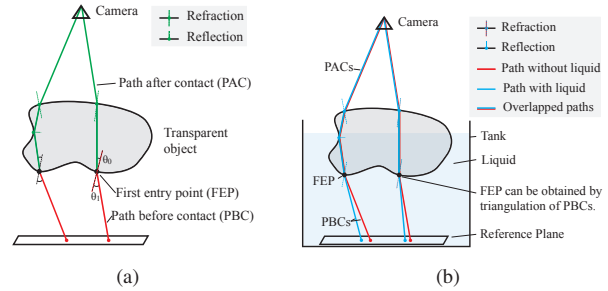 Camera
Refraction
Reflection
Path after contact (PAC)
Transparent
object
θ₀
First entry point (FEP)
θ₁
Path before contact (PBC)
(a)
Camera
Refraction
Reflection
Path without liquid
Path with liquid
Overlapped paths
PACs
Tank
Liquid
FEP
FEP can be obtained by
triangulation of PBCs.
PBCs
Reference Plane
(b)